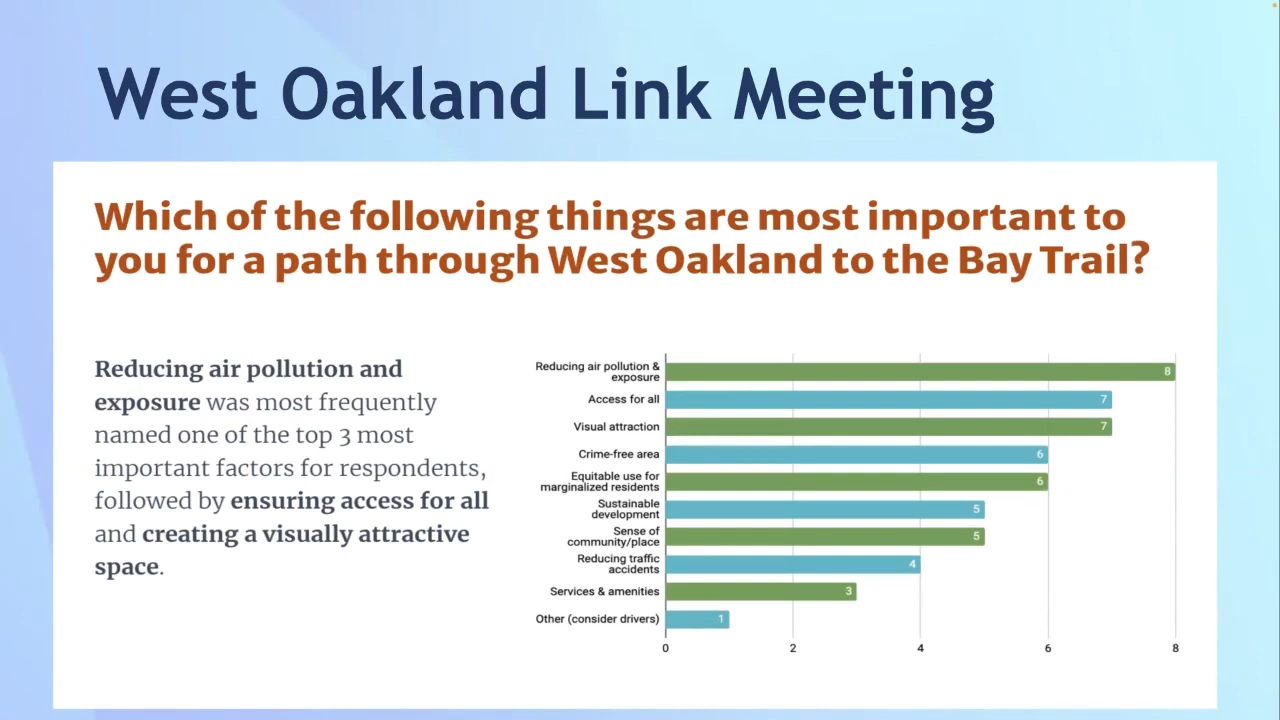 West Oakland Link Meeting
Which of the following things are most important to
you for a path through West Oakland to the Bay Trail?
Reducing air pollution and
exposure was most frequently
named one of the top 3 most
important factors for respondents,
followed by ensuring access for all
and creating a visually attractive
space.
Reducing air pollution &
exposure
8
Access for all
7
Visual attraction
7
Crime-free area
6
Equitable use for
marginalized residents
6
Sustainable
development
5
Sense of
community/place
5
Reducing traffic
accidents
4
Services & amenities
3
Other (consider drivers)
1
0 2 4 6 8